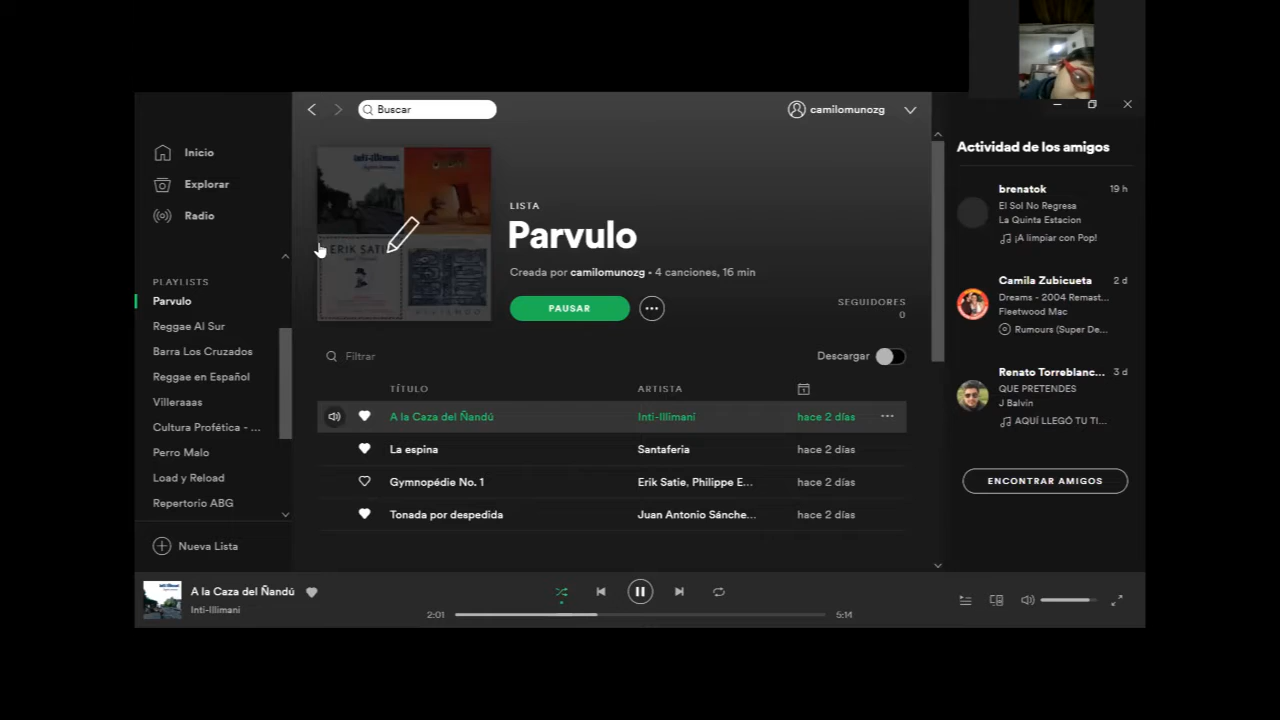 Buscar
camilomunozg
Inicio
Explorar
Radio
PLAYLISTS
Parvulo
Reggae Al Sur
Barra Los Cruzados
Reggae en Español
Villeraaas
Cultura Profética - ...
Perro Malo
Load y Reload
Repertorio ABG
Nueva Lista
ERIK SATIE
LISTA
Parvulo
Creada por camilomunozg • 4 canciones, 16 min
PAUSAR
SEGUIDORES
0
Filtrar
Descargar
TÍTULO ARTISTA
A la Caza del Ñandú Inti-Illimani hace 2 días
La espina Santaferia hace 2 días
Gymnopédie No. 1 Erik Satie, Philippe E... hace 2 días
Tonada por despedida Juan Antonio Sánche... hace 2 días
Actividad de los amigos
brenatok 19 h
El Sol No Regresa
La Quinta Estacion
¡A limpiar con Pop!
Camila Zubicueta 2 d
Dreams - 2004 Remast...
Fleetwood Mac
Rumours (Super De...
Renato Torreblanc... 3 d
QUE PRETENDES
J Balvin
AQUÍ LLEGÓ TU TI...
ENCONTRAR AMIGOS
A la Caza del Ñandú
Inti-Illimani
2:01
5:14